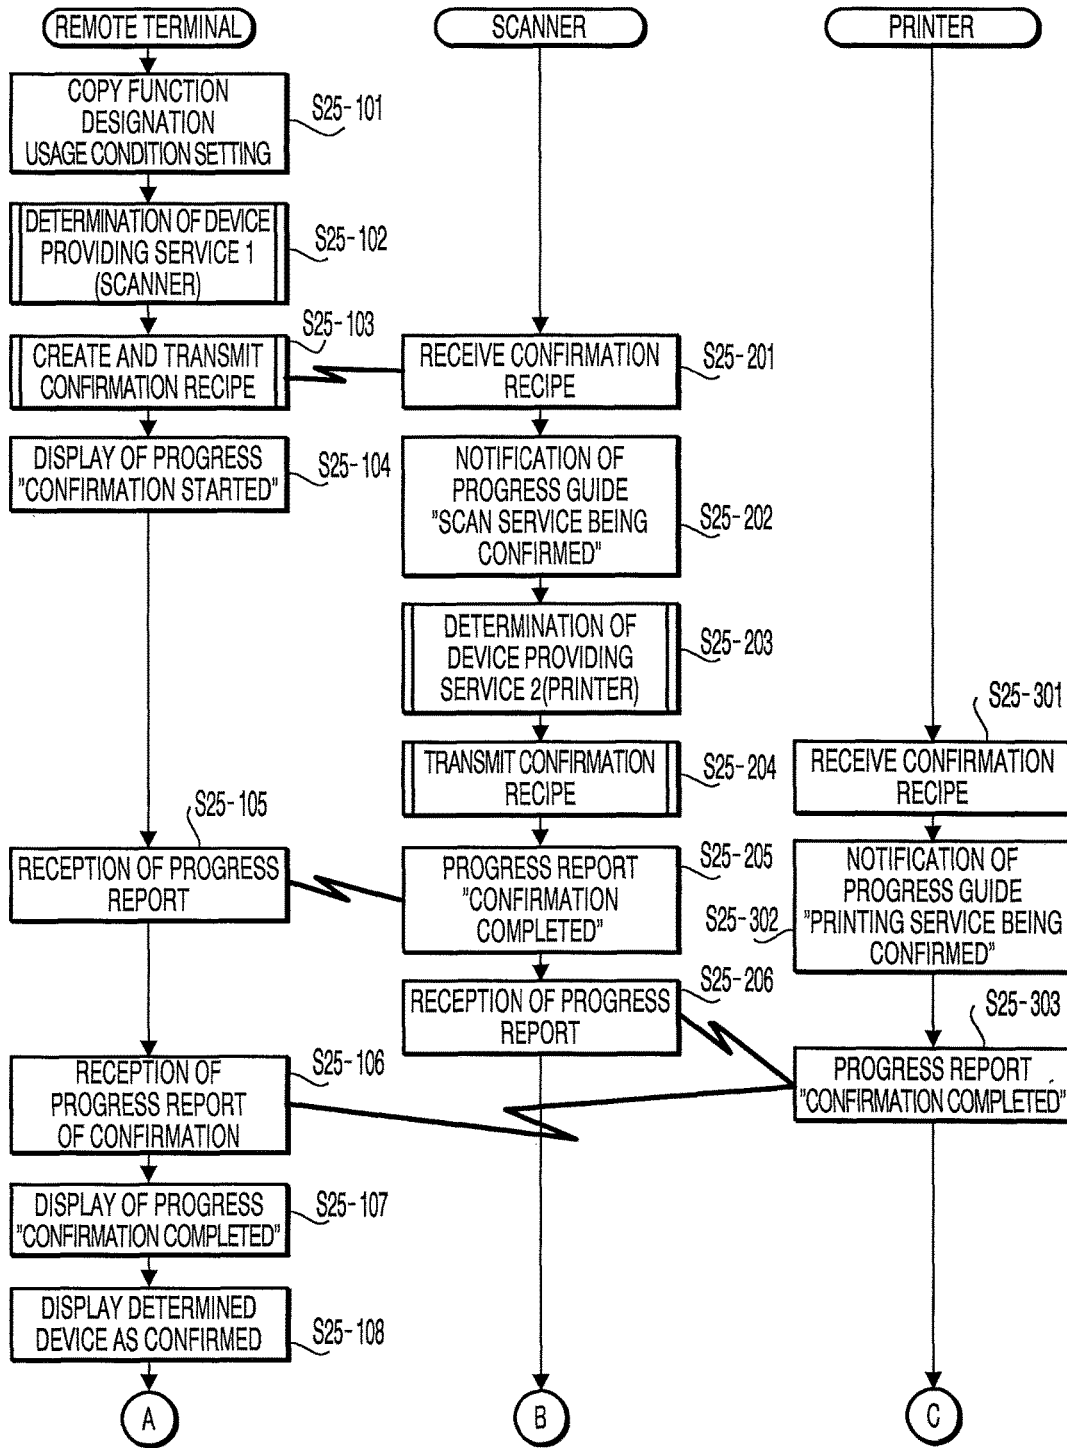 REMOTE TERMINAL
COPY FUNCTION
DESIGNATION
USAGE CONDITION SETTING
S25-101
DETERMINATION OF DEVICE
PROVIDING SERVICE 1
(SCANNER)
S25-102
CREATE AND TRANSMIT
CONFIRMATION RECIPE
S25-103
DISPLAY OF PROGRESS
"CONFIRMATION STARTED"
S25-104
RECEPTION OF PROGRESS
REPORT
S25-105
RECEPTION OF
PROGRESS REPORT
OF CONFIRMATION
S25-106
DISPLAY OF PROGRESS
"CONFIRMATION COMPLETED"
S25-107
DISPLAY DETERMINED
DEVICE AS CONFIRMED
S25-108
A
SCANNER
RECEIVE CONFIRMATION
RECIPE
S25-201
NOTIFICATION OF
PROGRESS GUIDE
"SCAN SERVICE BEING
CONFIRMED"
S25-202
DETERMINATION OF
DEVICE PROVIDING
SERVICE 2(PRINTER)
S25-203
TRANSMIT CONFIRMATION
RECIPE
S25-204
PROGRESS REPORT
"CONFIRMATION
COMPLETED"
S25-205
RECEPTION OF PROGRESS
REPORT
S25-206
B
PRINTER
S25-301
RECEIVE CONFIRMATION
RECIPE
NOTIFICATION OF
PROGRESS GUIDE
"PRINTING SERVICE BEING
CONFIRMED"
S25-302
S25-303
PROGRESS REPORT
"CONFIRMATION COMPLETED"
C